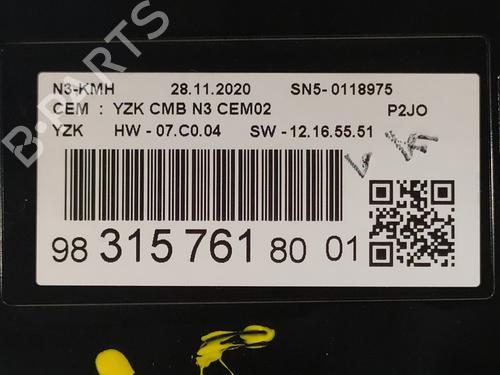 B-PARTS
N3-KMH 28.11.2020 SN5- 0118975
CEM : YZK CMB N3 CEM02 P2JO
YZK HW - 07.C0.04 SW - 12.16.55.51
98 315 761 80 01